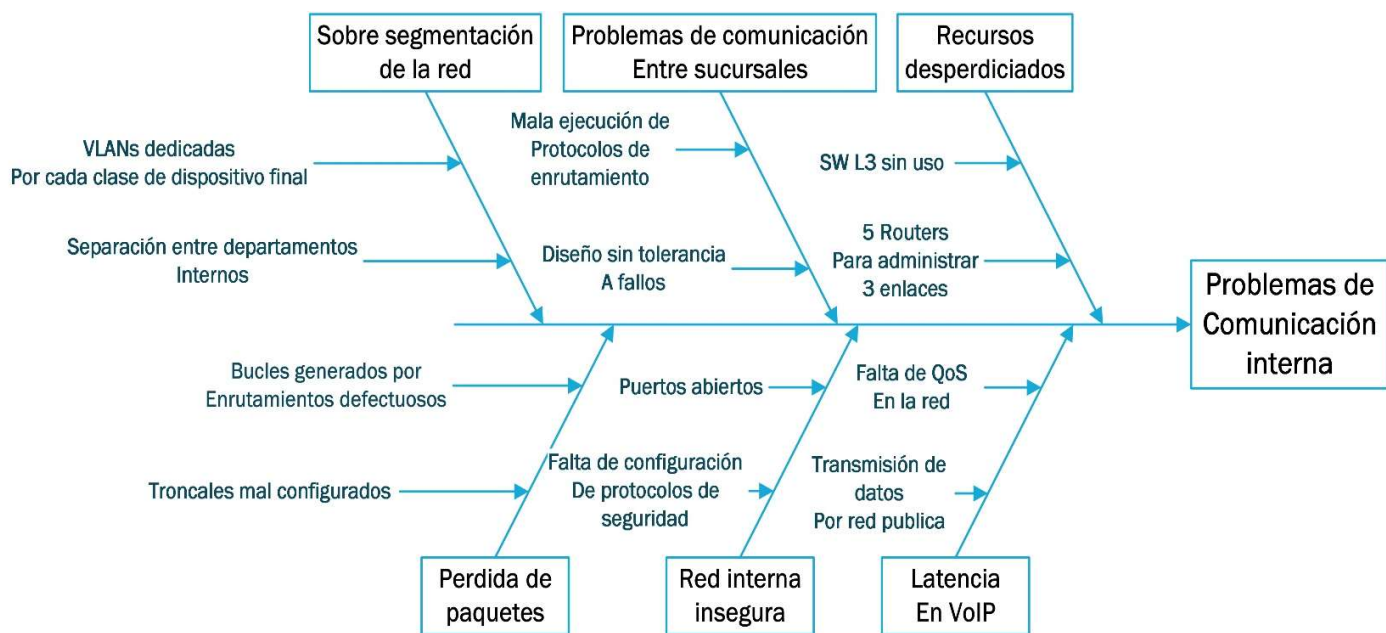 Sobre segmentación
de la red
Problemas de comunicación
Entre sucursales
Recursos
desperdiciados
VLANs dedicadas
Por cada clase de dispositivo final
Mala ejecución de
Protocolos de
enrutamiento
SW L3 sin uso
Separación entre departamentos
Internos
Diseño sin tolerancia
A fallos
5 Routers
Para administrar
3 enlaces
Problemas de
Comunicación
interna
Bucles generados por
Enrutamientos defectuosos
Puertos abiertos
Falta de QoS
En la red
Troncales mal configurados
Falta de configuración
De protocolos de
seguridad
Transmisión de
datos
Por red publica
Perdida de
paquetes
Red interna
insegura
Latencia
En VoIP